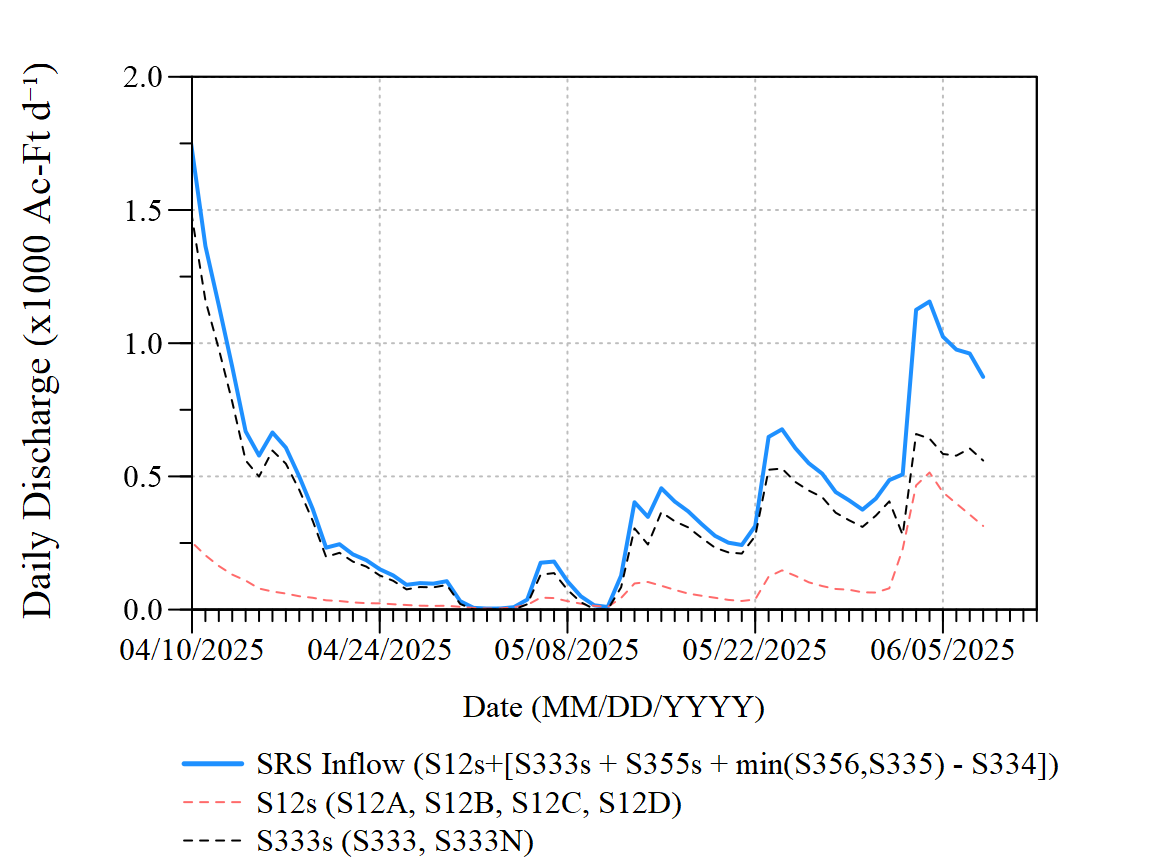 Daily Discharge (x1000 Ac-Ft d⁻¹)
2.0
1.5
1.0
0.5
0.0
04/10/2025 04/24/2025 05/08/2025 05/22/2025 06/05/2025
Date (MM/DD/YYYY)
SRS Inflow (S12s+[S333s + S355s + min(S356,S335) - S334])
S12s (S12A, S12B, S12C, S12D)
S333s (S333, S333N)